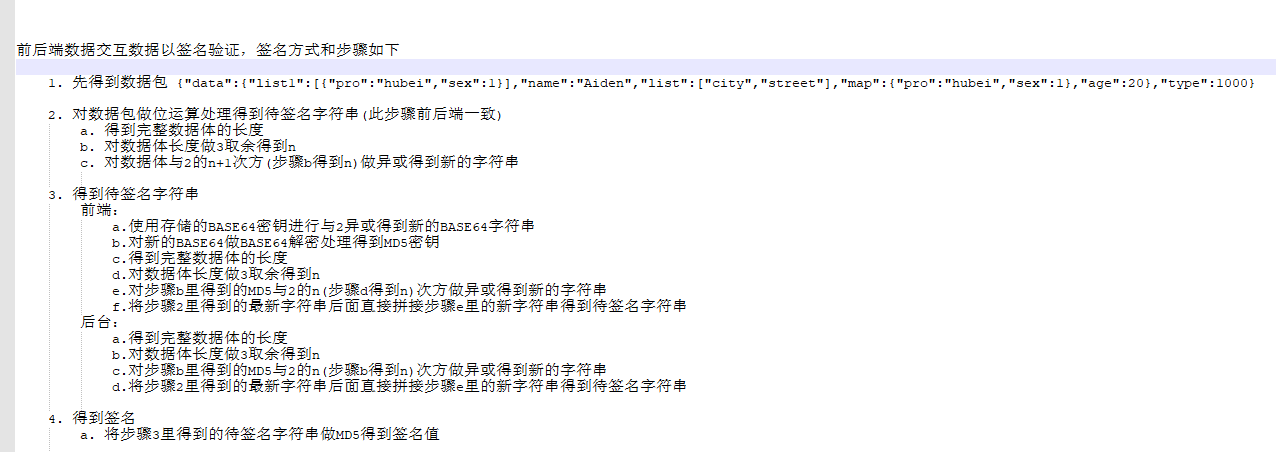 前后端数据交互数据以签名验证，签名方式和步骤如下
1. 先得到数据包 {"data":{"list1":[{"pro":"hubei","sex":1}],"name":"Aiden","list":["city","street"],"map":{"pro":"hubei","sex":1},"age":20},"type":1000}
2. 对数据包做位运算处理得到待签名字符串(此步骤前后端一致)
a. 得到完整数据体的长度
b. 对数据体长度做3取余得到n
c. 对数据体与2的n+1次方(步骤b得到n)做异或得到新的字符串
3. 得到待签名字符串
前端：
a.使用存储的BASE64密钥进行与2异或得到新的BASE64字符串
b.对新的BASE64做BASE64解密处理得到MD5密钥
c.得到完整数据体的长度
d.对数据体长度做3取余得到n
e.对步骤b里得到的MD5与2的n(步骤d得到n)次方做异或得到新的字符串
f.将步骤2里得到的最新字符串后面直接拼接步骤e里的新字符串得到待签名字符串
后台：
a.得到完整数据体的长度
b.对数据体长度做3取余得到n
c.对步骤b里得到的MD5与2的n(步骤b得到n)次方做异或得到新的字符串
d.将步骤2里得到的最新字符串后面直接拼接步骤e里的新字符串得到待签名字符串
4. 得到签名
a. 将步骤3里得到的待签名字符串做MD5得到签名值